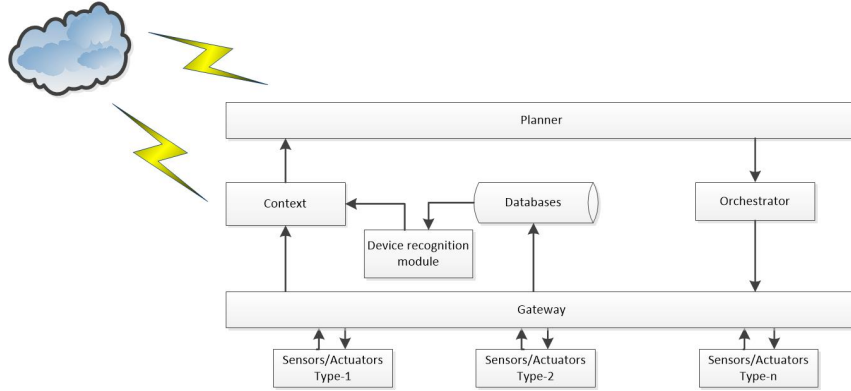 Planner
Context
Databases
Orchestrator
Device recognition
module
Gateway
Sensors/Actuators
Type-1
Sensors/Actuators
Type-2
Sensors/Actuators
Type-n